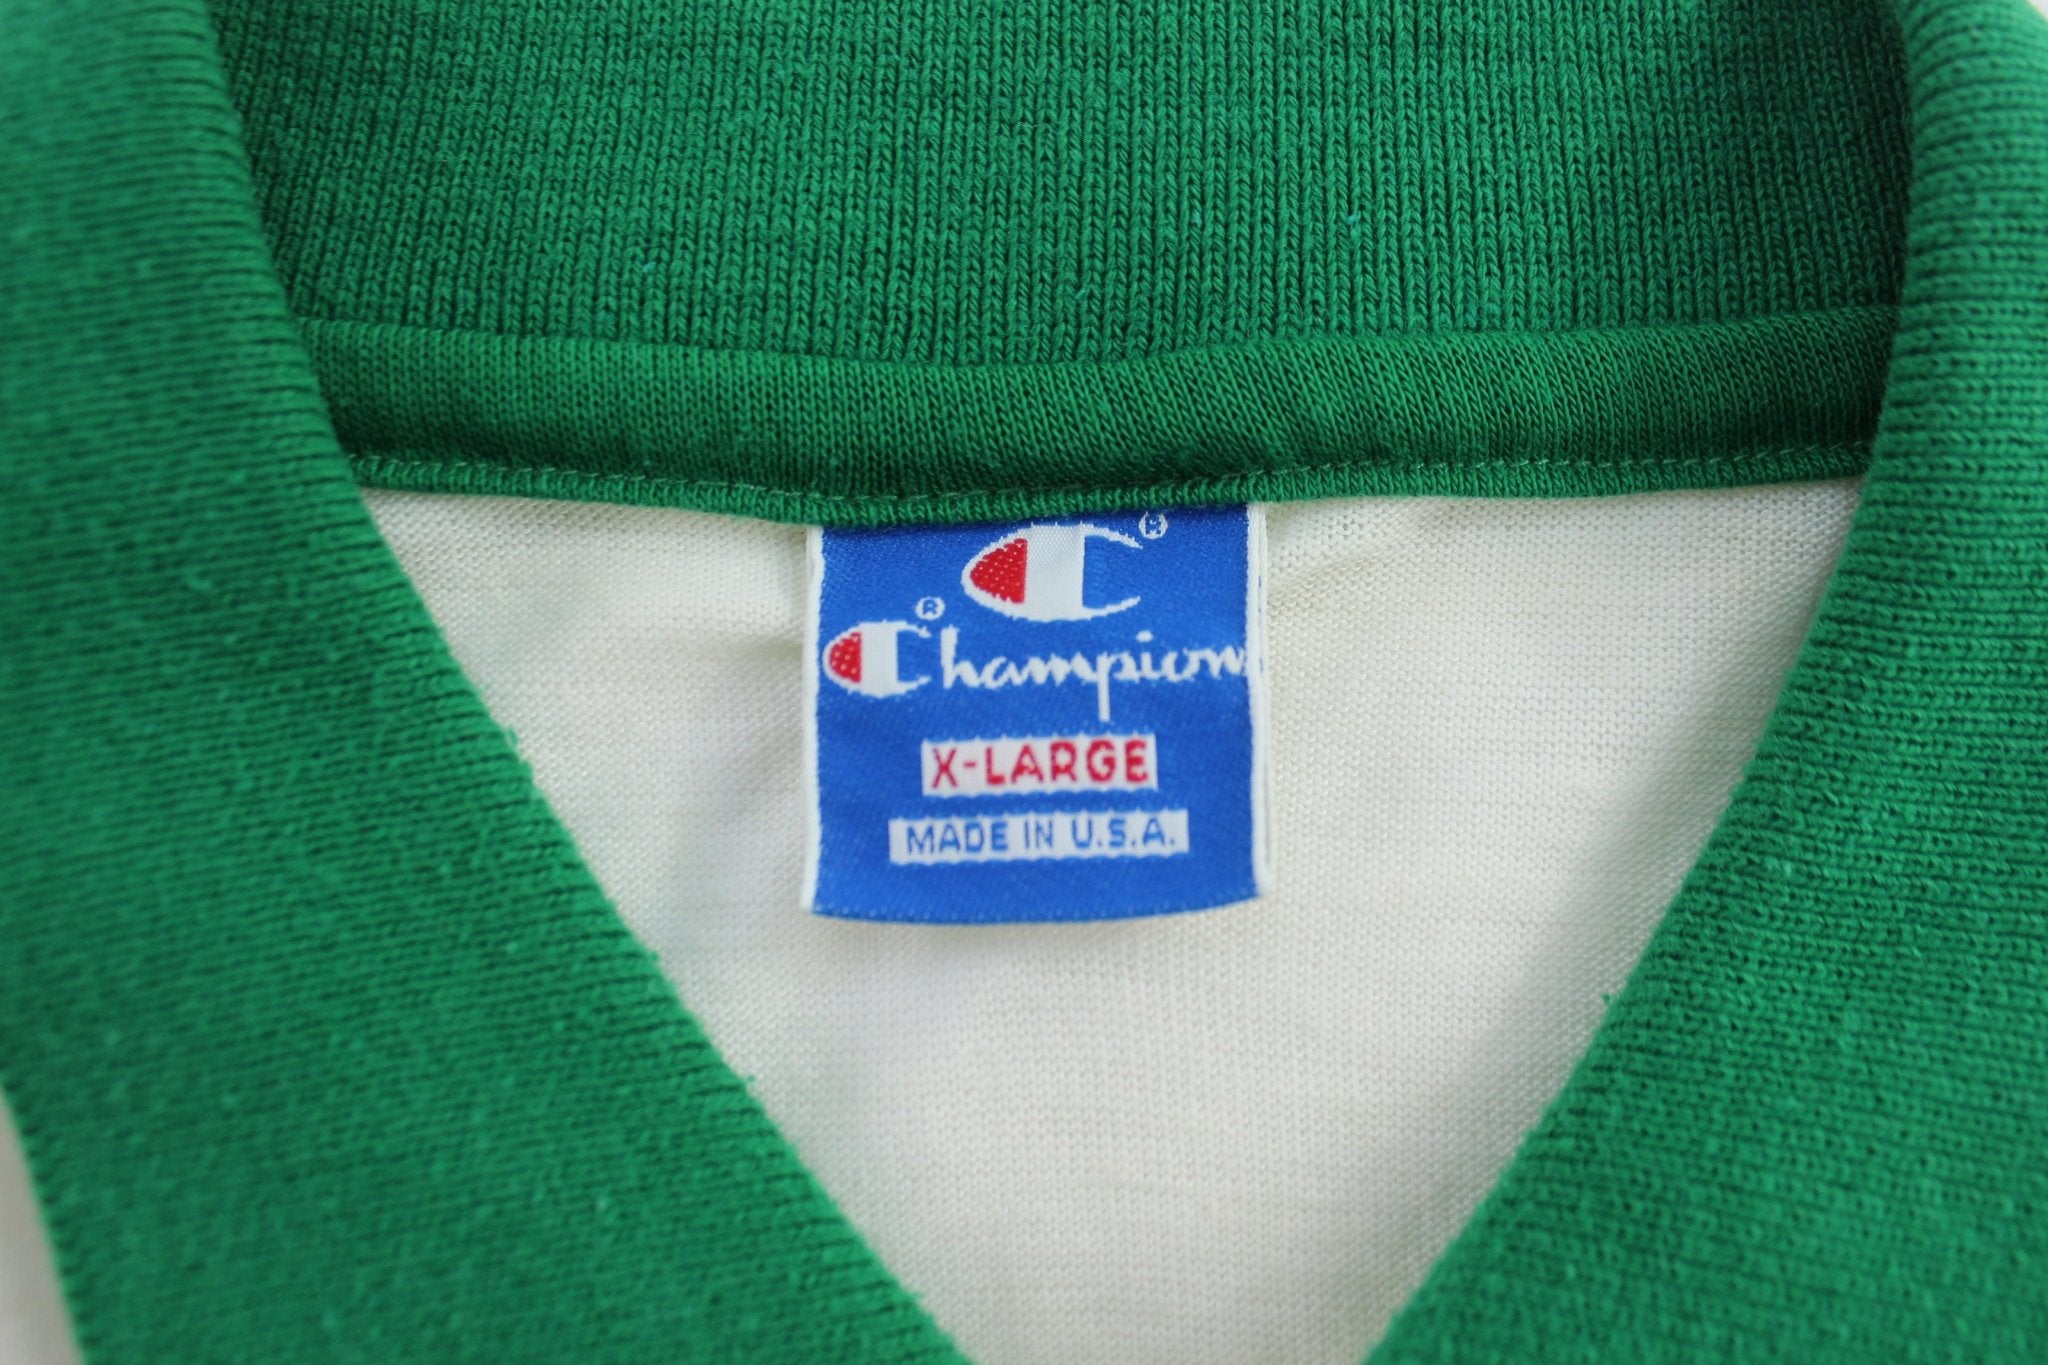 ®
® Champion
X-LARGE
MADE IN U.S.A.